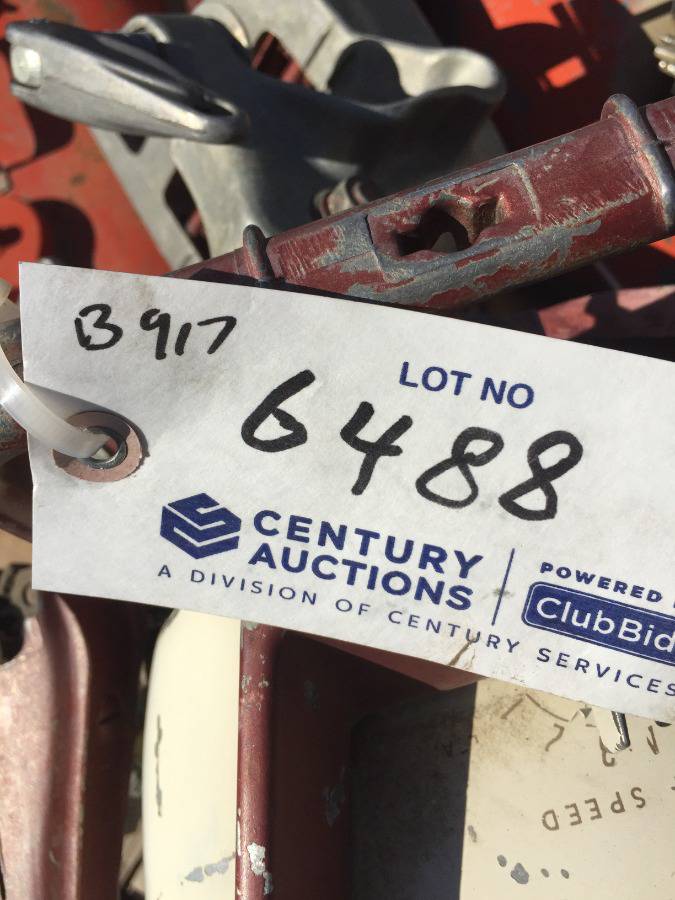 B917
LOT NO
6488
CENTURY
AUCTIONS
A DIVISION OF CENTURY SERVICES
POWERED
ClubBid
SPEED